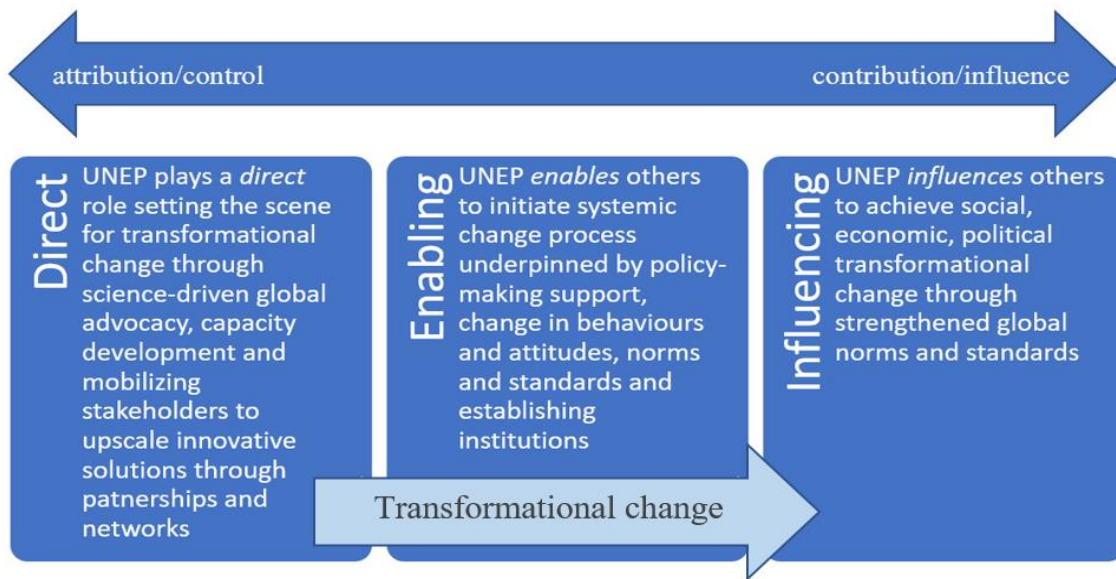 attribution/control
contribution/influence
Direct
UNEP plays a direct
role setting the scene
for transformational
change through
science-driven global
advocacy, capacity
development and
mobilizing
stakeholders to
upscale innovative
solutions through
patnerships and
networks
Enabling
UNEP enables others
to initiate systemic
change process
underpinned by policy-
making support,
change in behaviours
and attitudes, norms
and standards and
establishing
institutions
Influencing
UNEP influences others
to achieve social,
economic, political
transformational
change through
strengthened global
norms and standards
Transformational change